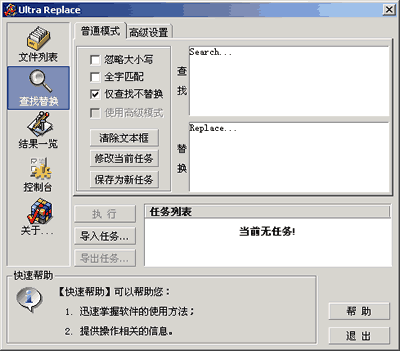 Ultra Replace
文件列表
查找替换
结果一览
控制台
关于...
普通模式
高级设置
忽略大小写
全字匹配
仅查找不替换
使用高级模式
清除文本框
修改当前任务
保存为新任务
查找
Search...
替换
Replace...
执行
导入任务...
导出任务...
任务列表
当前无任务!
快速帮助
【快速帮助】可以帮助您：
1. 迅速掌握软件的使用方法；
2. 提供操作相关的信息。
帮 助
退 出